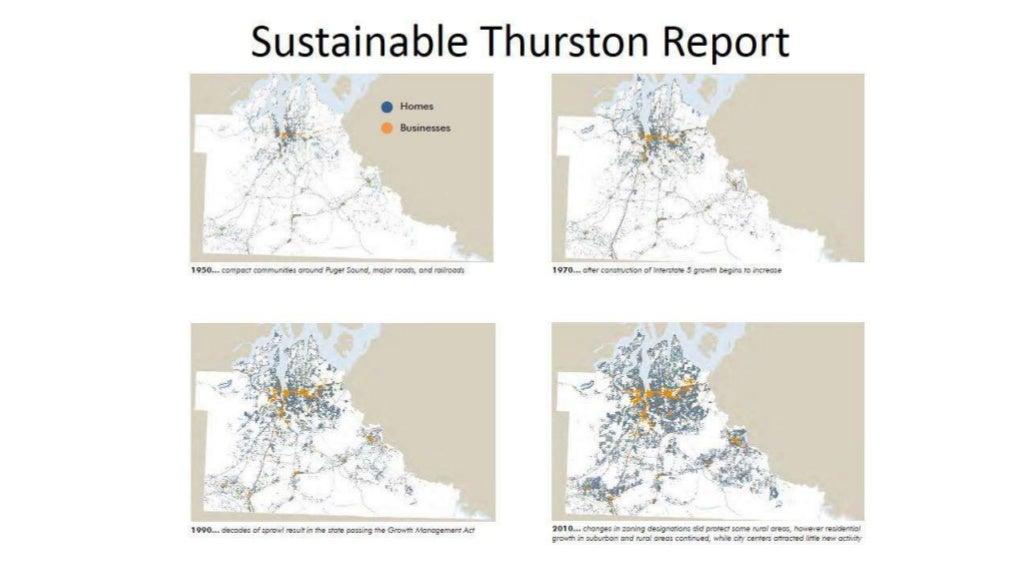 Sustainable Thurston Report
Homes
Businesses
1950... compact communities around Puget Sound, major roads, and railroads
1970... after construction of Interstate 5 growth begins to increase
1990... decades of sprawl result in the state passing the Growth Management Act
2010... changes in zoning designations did protect some rural areas, however residential
growth in suburban and rural areas continued, while city centers attracted little new activity